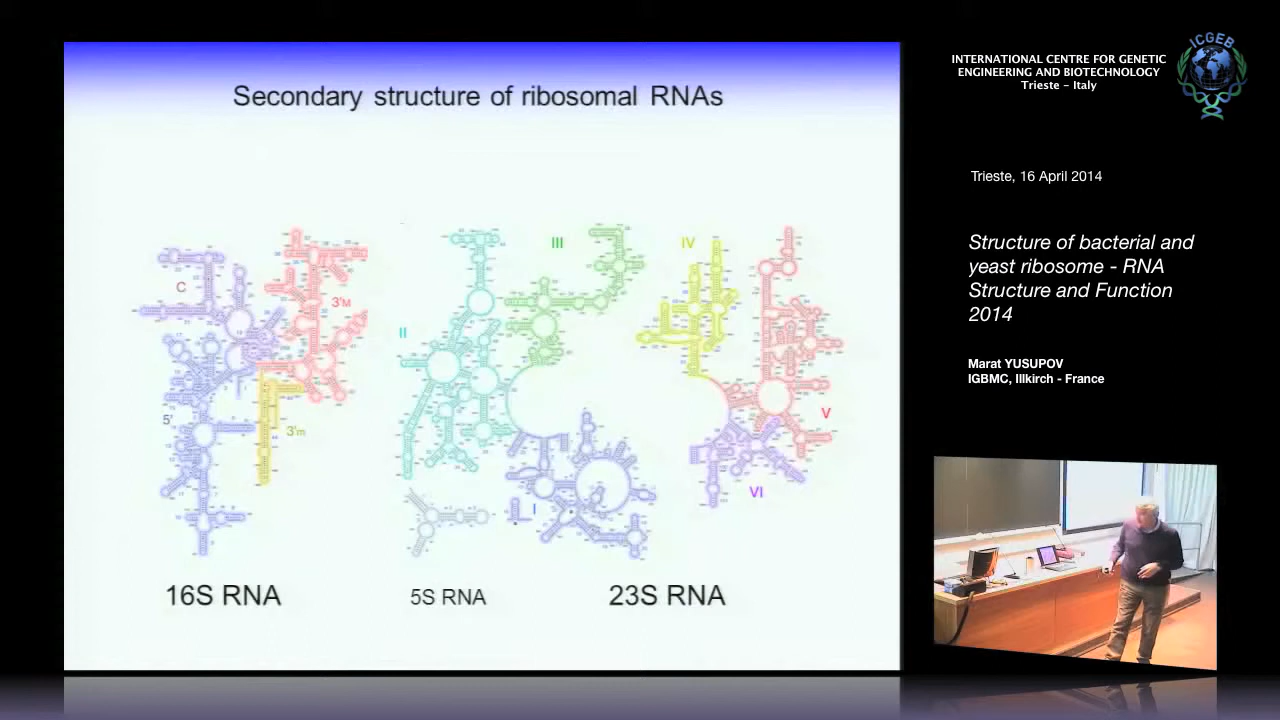 Secondary structure of ribosomal RNAs
C
3'M
5'
3'm
II
III
IV
V
VI
I
16S RNA
5S RNA
23S RNA
INTERNATIONAL CENTRE FOR GENETIC
ENGINEERING AND BIOTECHNOLOGY
Trieste - Italy
ICGEB
Trieste, 16 April 2014
Structure of bacterial and
yeast ribosome - RNA
Structure and Function
2014
Marat YUSUPOV
IGBMC, Illkirch - France